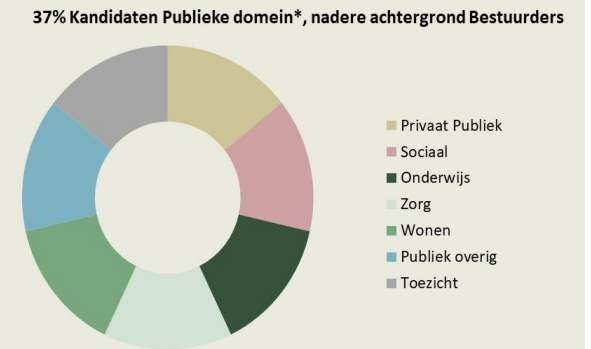 37% Kandidaten Publieke domein*, nadere achtergrond Bestuurders
Privaat Publiek
Sociaal
Onderwijs
Zorg
Wonen
Publiek overig
Toezicht